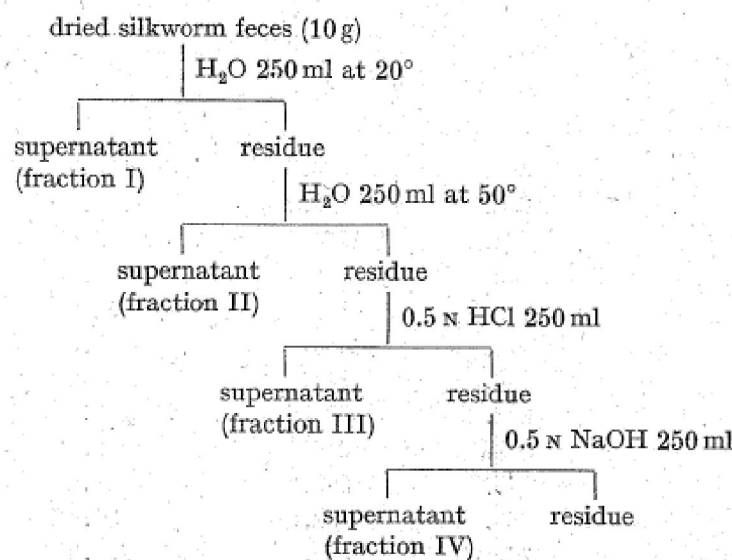 dried silkworm feces (10 g)
H₂O 250 ml at 20°
supernatant
(fraction I)
residue
H₂O 250 ml at 50°
supernatant
(fraction II)
residue
0.5 N HCl 250 ml
supernatant
(fraction III)
residue
0.5 N NaOH 250 ml
supernatant
(fraction IV)
residue